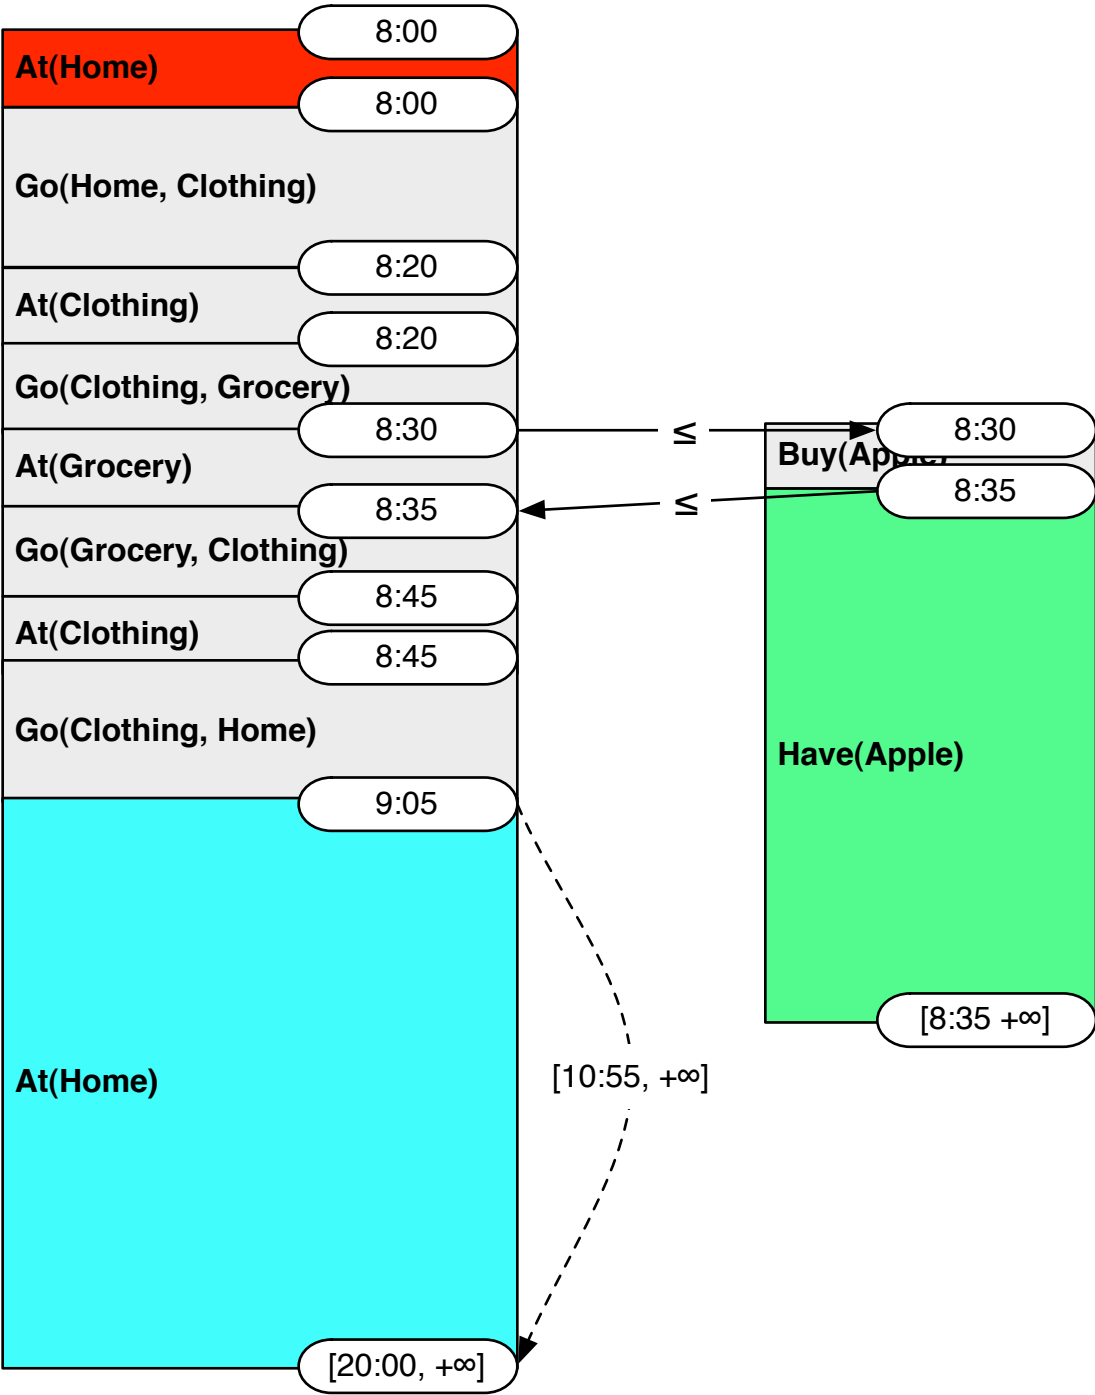 8:00
At(Home)
8:00
Go(Home, Clothing)
8:20
At(Clothing)
8:20
Go(Clothing, Grocery)
8:30
≤
8:30
At(Grocery)
Buy(Apple)
8:35
≤
8:35
Go(Grocery, Clothing)
8:45
At(Clothing)
8:45
Go(Clothing, Home)
Have(Apple)
9:05
[8:35 +∞]
At(Home)
[10:55, +∞]
[20:00, +∞]